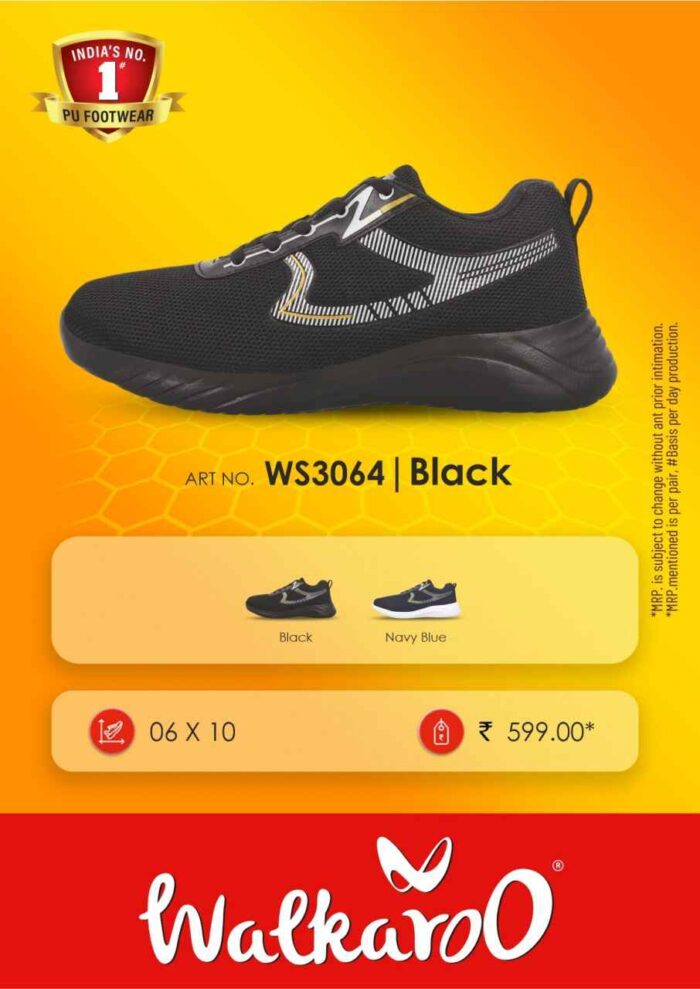 INDIA'S NO.
1#
PU FOOTWEAR
ART NO. WS3064 | Black
*MRP. is subject to change without ant prior intimation.
*MRP.mentioned is per pair, #Basis per day production.
Black
Navy Blue
06 X 10
₹ 599.00*
Walkaroo®